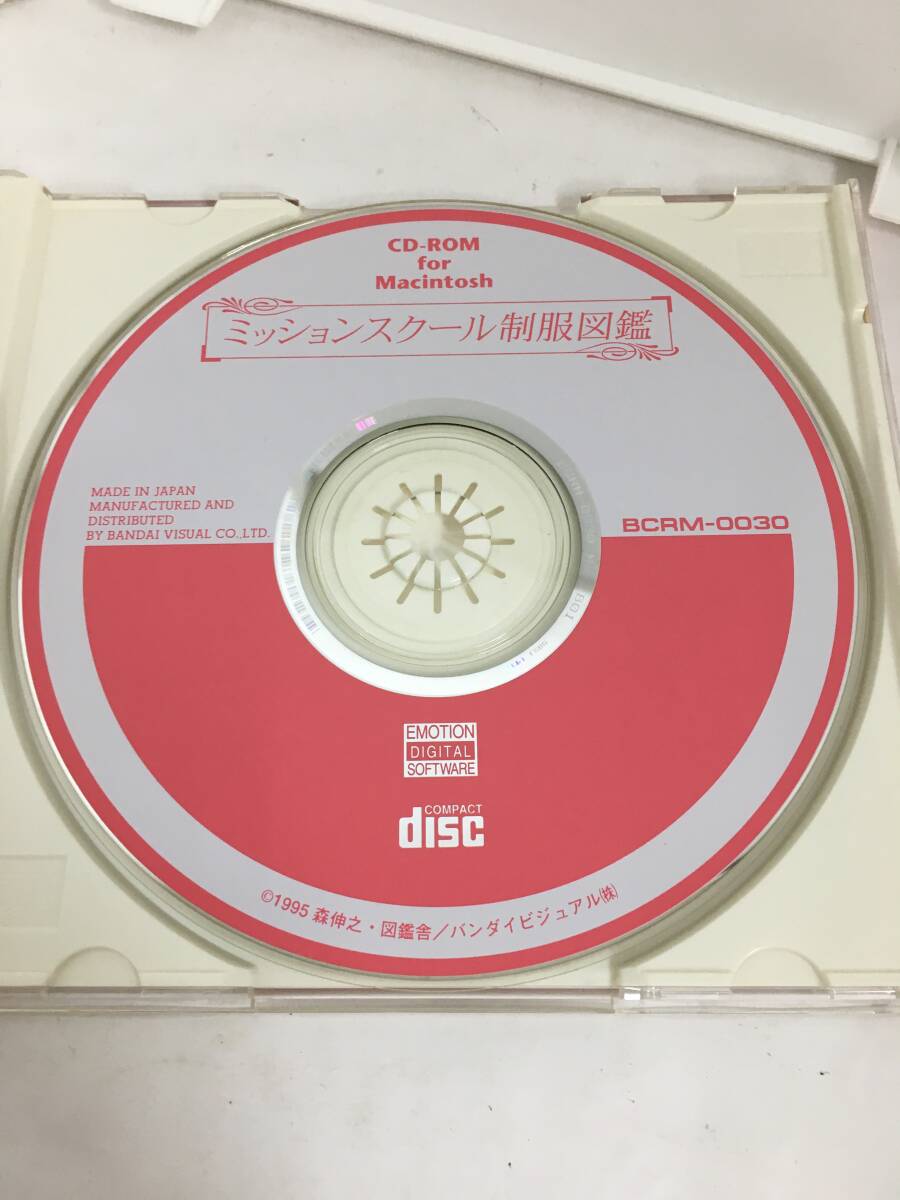 CD-ROM
for
Macintosh
ミッションスクール制服図鑑
MADE IN JAPAN
MANUFACTURED AND
DISTRIBUTED
BY BANDAI VISUAL CO.,LTD.
BCRM-0030
EMOTION
DIGITAL
SOFTWARE
COMPACT
disc
©1995 森伸之・図鑑舎/バンダイビジュアル㈱